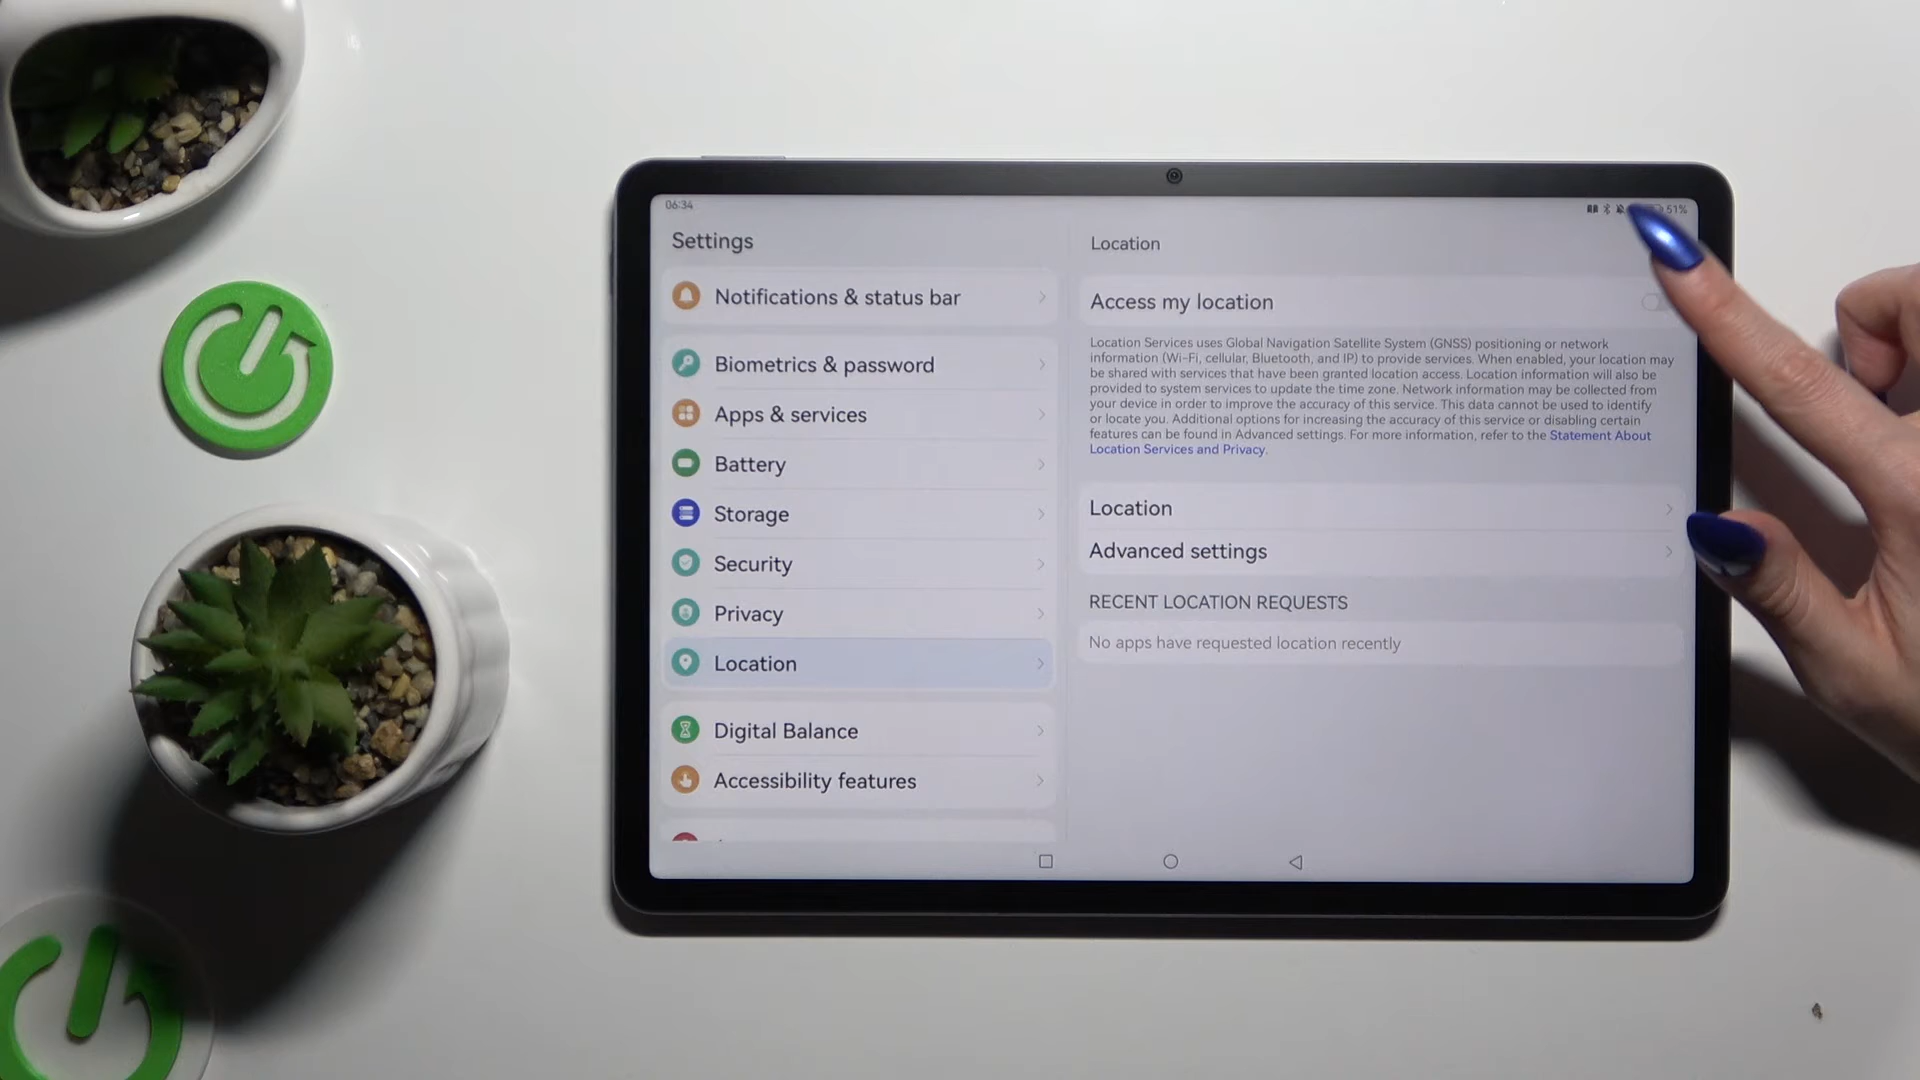 06:34
51%
Settings
Notifications & status bar
Biometrics & password
Apps & services
Battery
Storage
Security
Privacy
Location
Digital Balance
Accessibility features
Location
Access my location
Location Services uses Global Navigation Satellite System (GNSS) positioning or network
information (Wi-Fi, cellular, Bluetooth, and IP) to provide services. When enabled, your location may
be shared with services that have been granted location access. Location information will also be
provided to system services to update the time zone. Network information may be collected from
your device in order to improve the accuracy of this service. This data cannot be used to identify
or locate you. Additional options for increasing the accuracy of this service or disabling certain
features can be found in Advanced settings. For more information, refer to the Statement About
Location Services and Privacy.
Location
Advanced settings
RECENT LOCATION REQUESTS
No apps have requested location recently